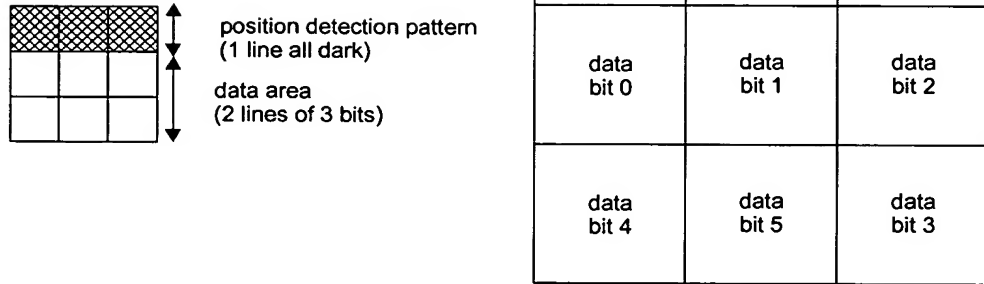 position detection pattern
(1 line all dark)
data area
(2 lines of 3 bits)
data
bit 0
data
bit 1
data
bit 2
data
bit 4
data
bit 5
data
bit 3